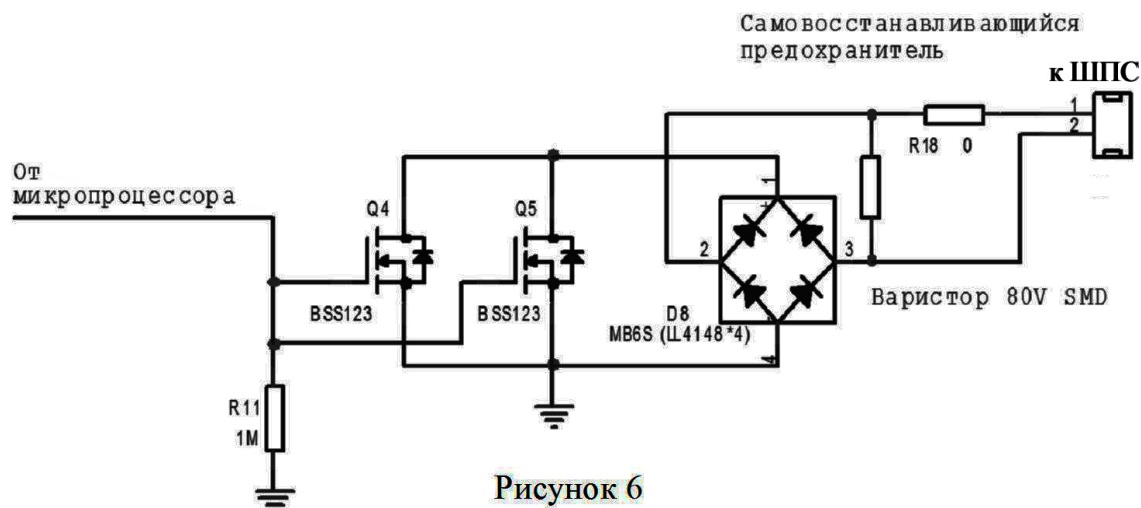 Самовосстанавливающийся
предохранитель
к ШПС
1
2
R18 0
От
микропроцессора
Q4
Q5
1
+
2
3
BSS123
BSS123
D8
MB6S (LL4148*4)
4
Варистор 80V SMD
R11
1M
Рисунок 6